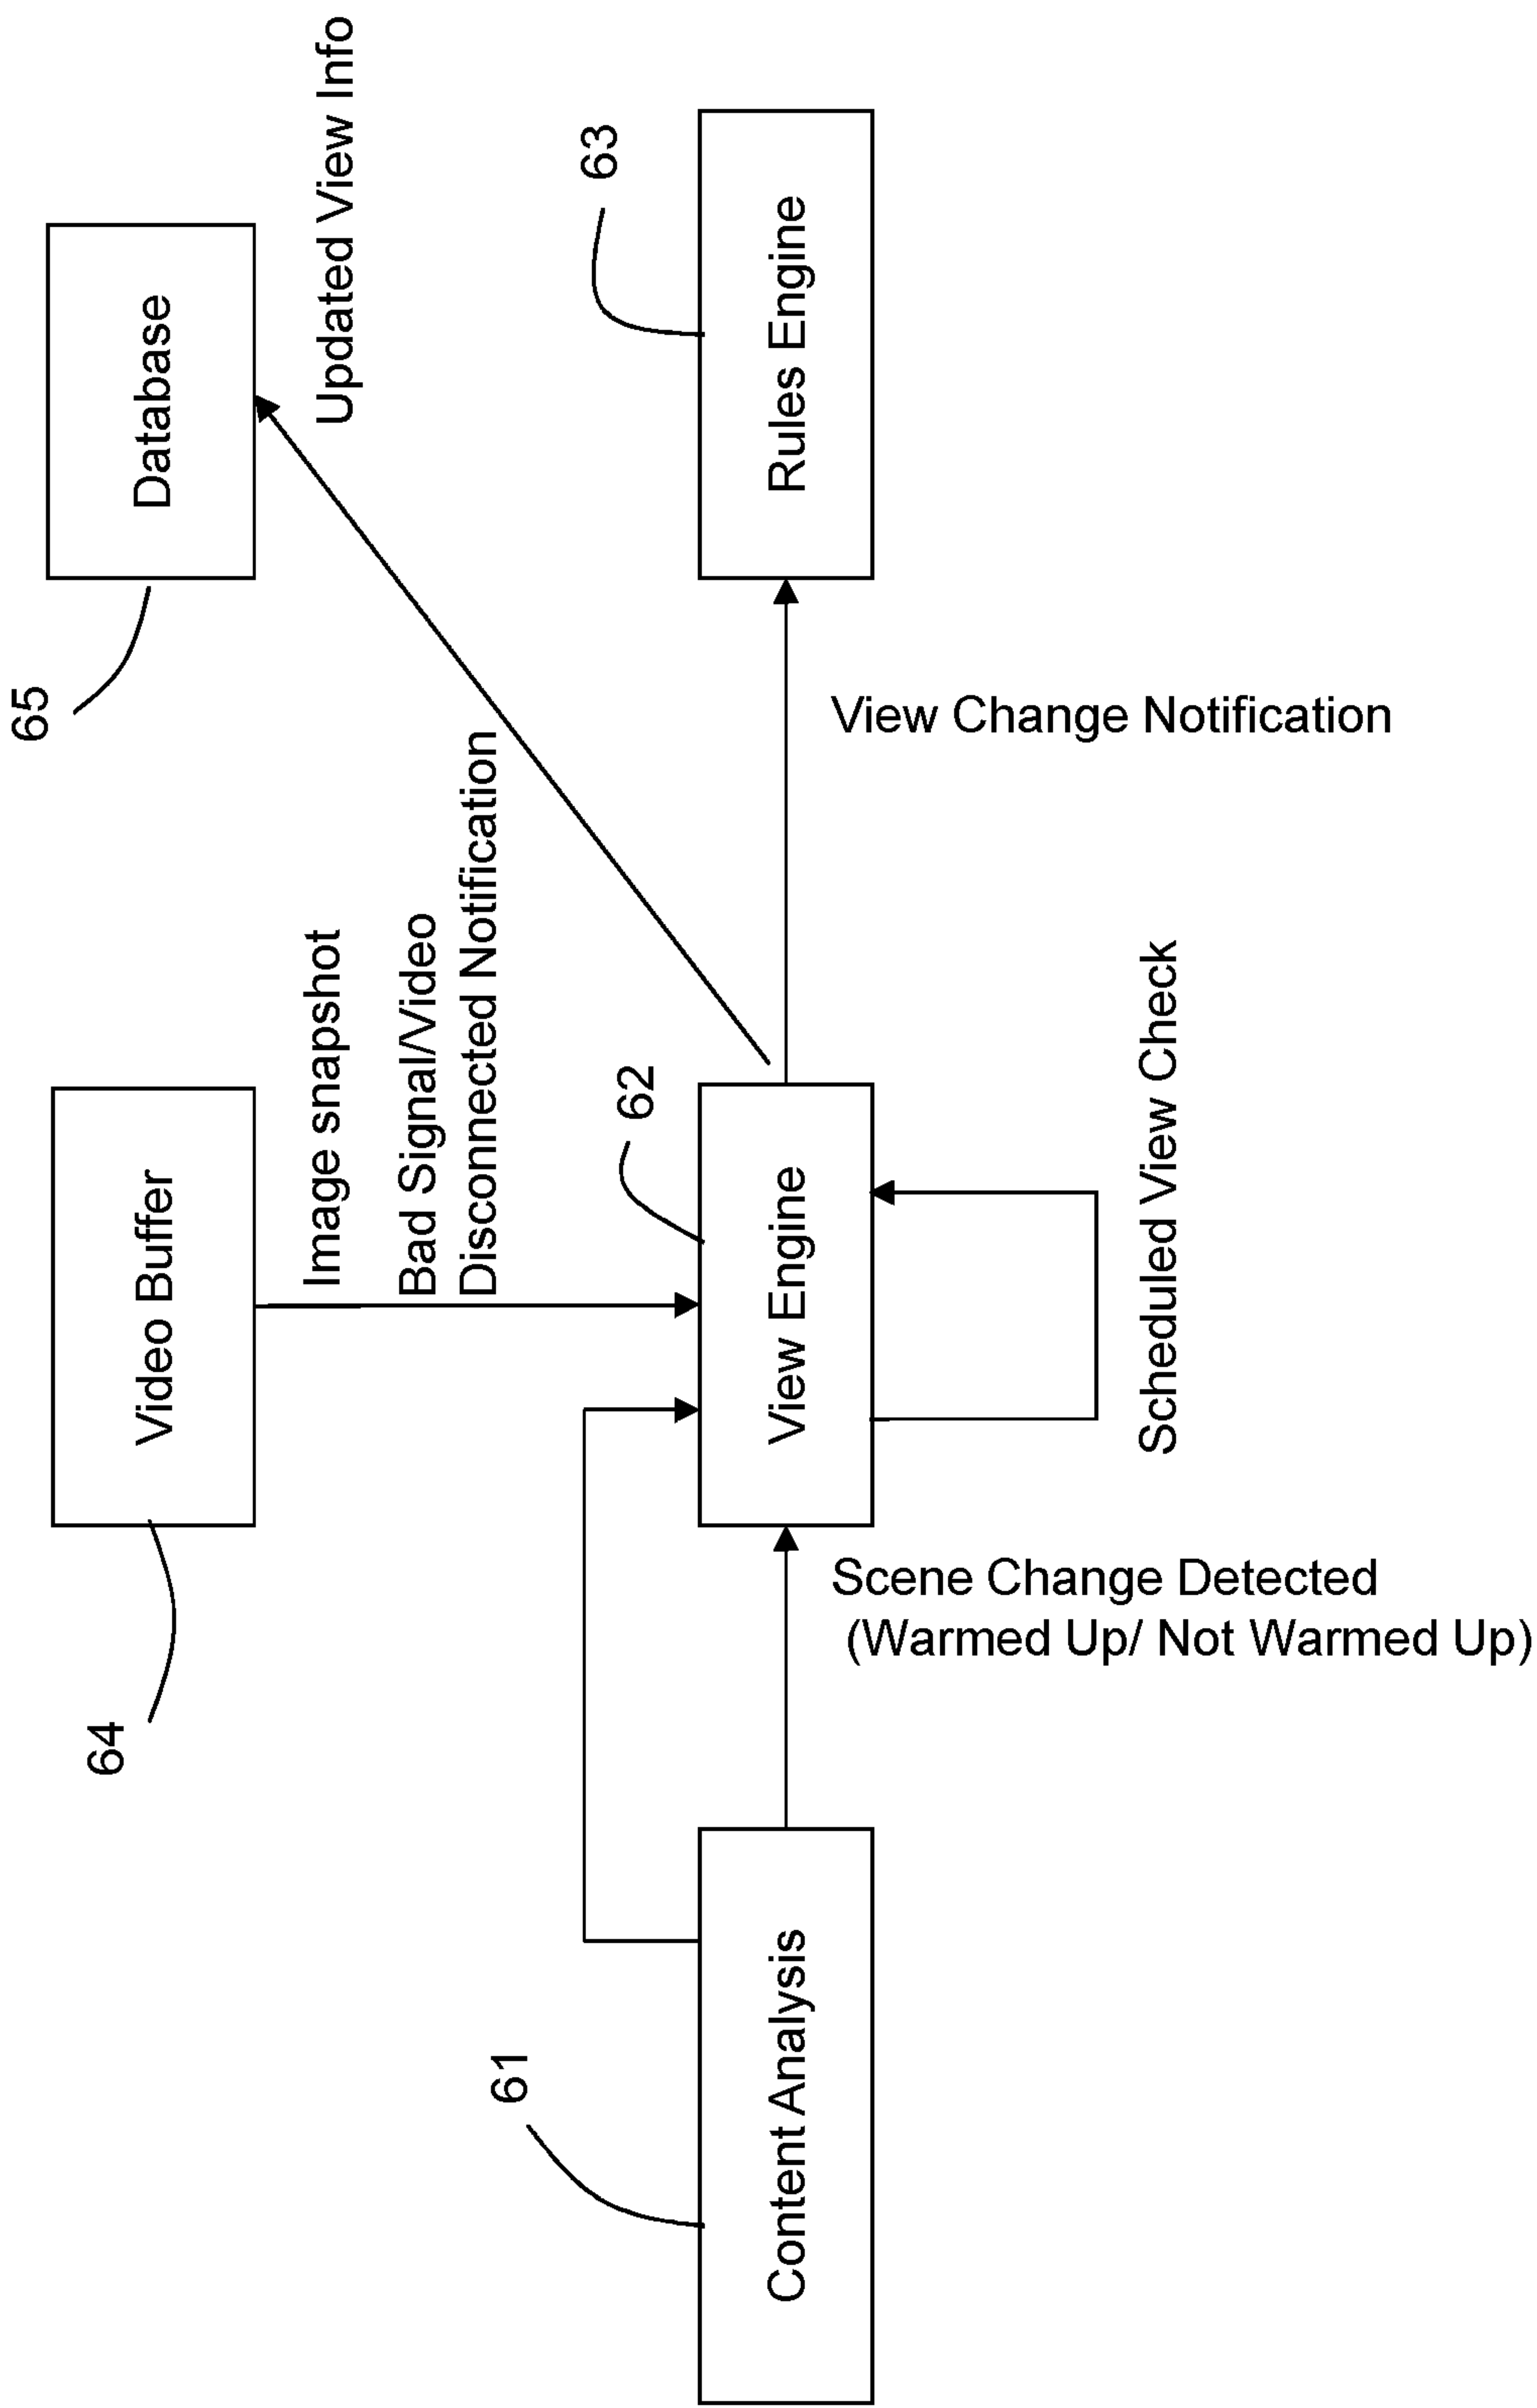 64
Video Buffer
65
Database
Image snapshot
Bad Signal/Video
Disconnected Notification
Updated View Info
61
Content Analysis
62
View Engine
63
Rules Engine
Scene Change Detected
(Warmed Up/ Not Warmed Up)
View Change Notification
Scheduled View Check